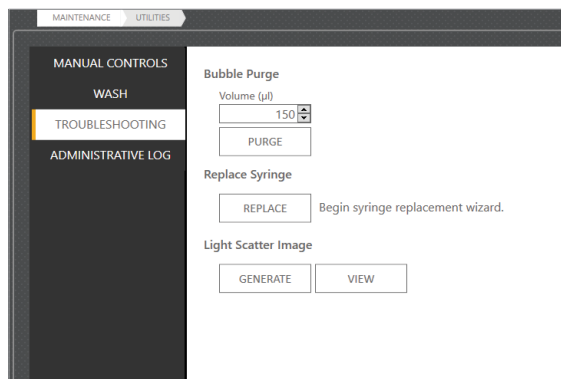 MAINTENANCE UTILITIES
MANUAL CONTROLS
WASH
TROUBLESHOOTING
ADMINISTRATIVE LOG
Bubble Purge
Volume (µl)
150
PURGE
Replace Syringe
REPLACE Begin syringe replacement wizard.
Light Scatter Image
GENERATE VIEW